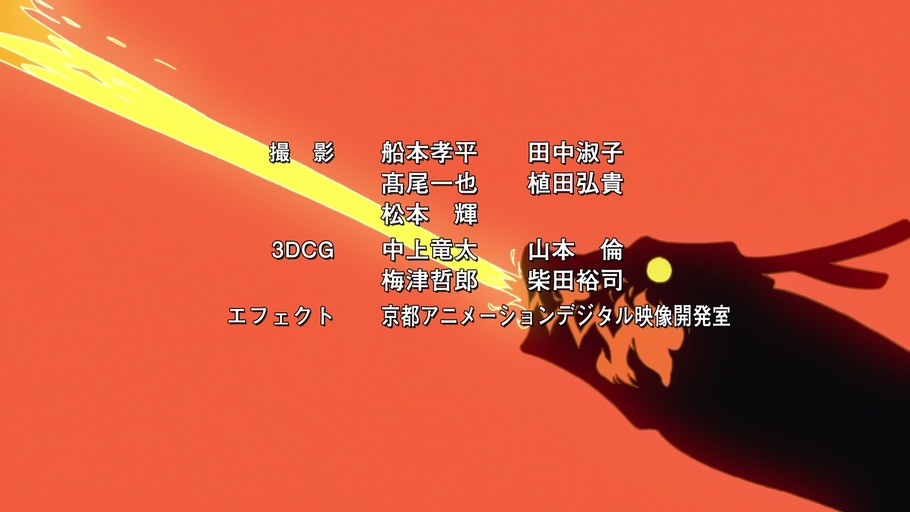 撮　影　船本孝平　田中淑子
髙尾一也　植田弘貴
松本　輝
3DCG　中上竜太　山本　倫
梅津哲郎　柴田裕司
エフェクト　京都アニメーションデジタル映像開発室